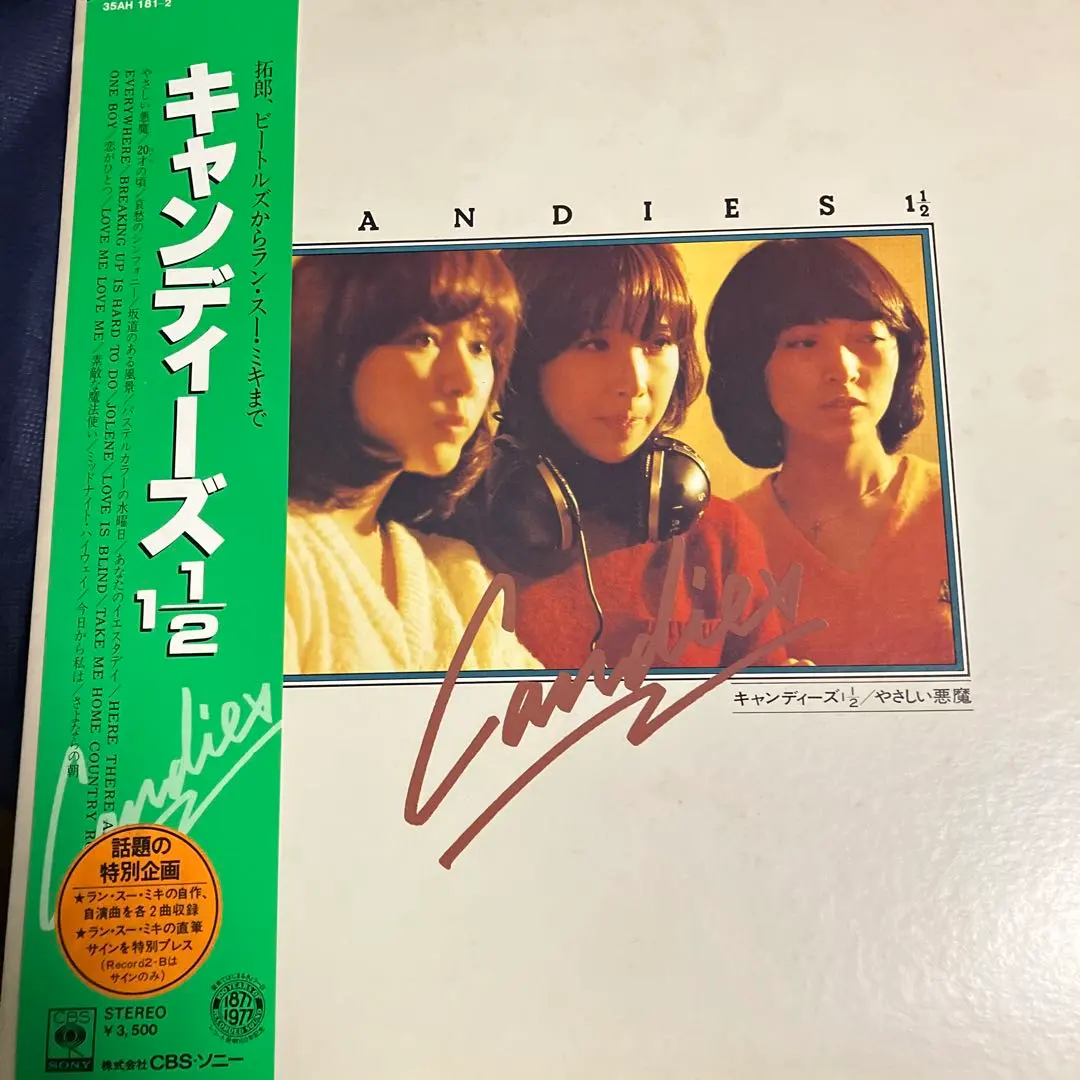 35AH 181-2
キャンディーズ 1 1/2
拓郎、ビートルズからラン・スー・ミキまで
やさしい悪魔/20才の頃/哀愁のシンフォニー/坂道のある風景/パステルカラーの水曜日/あなたのイエスタデイ/HERE THERE A
EVERYWHERE/BREAKING UP IS HARD TO DO/JOLENE/LOVE IS BLIND/TAKE ME HOME COUNTRY R
ONE BOY/恋がひとつ/LOVE ME LOVE ME/素敵な魔法使い/ミッドナイト・ハイウェイ/今日から私は/さよならの朝
Candies
話題の
特別企画
★ラン・スー・ミキの自作、
自演曲を各2曲収録
★ラン・スー・ミキの直筆
サインを特別プレス
(Record2-Bは
サインのみ)
CBS
SONY
STEREO
¥3,500
株式会社 CBS・ソニー
100 YEARS OF
1877
1977
RECORDED SOUND
ANDIES 1 1/2
Candies
キャンディーズ1 1/2/やさしい悪魔